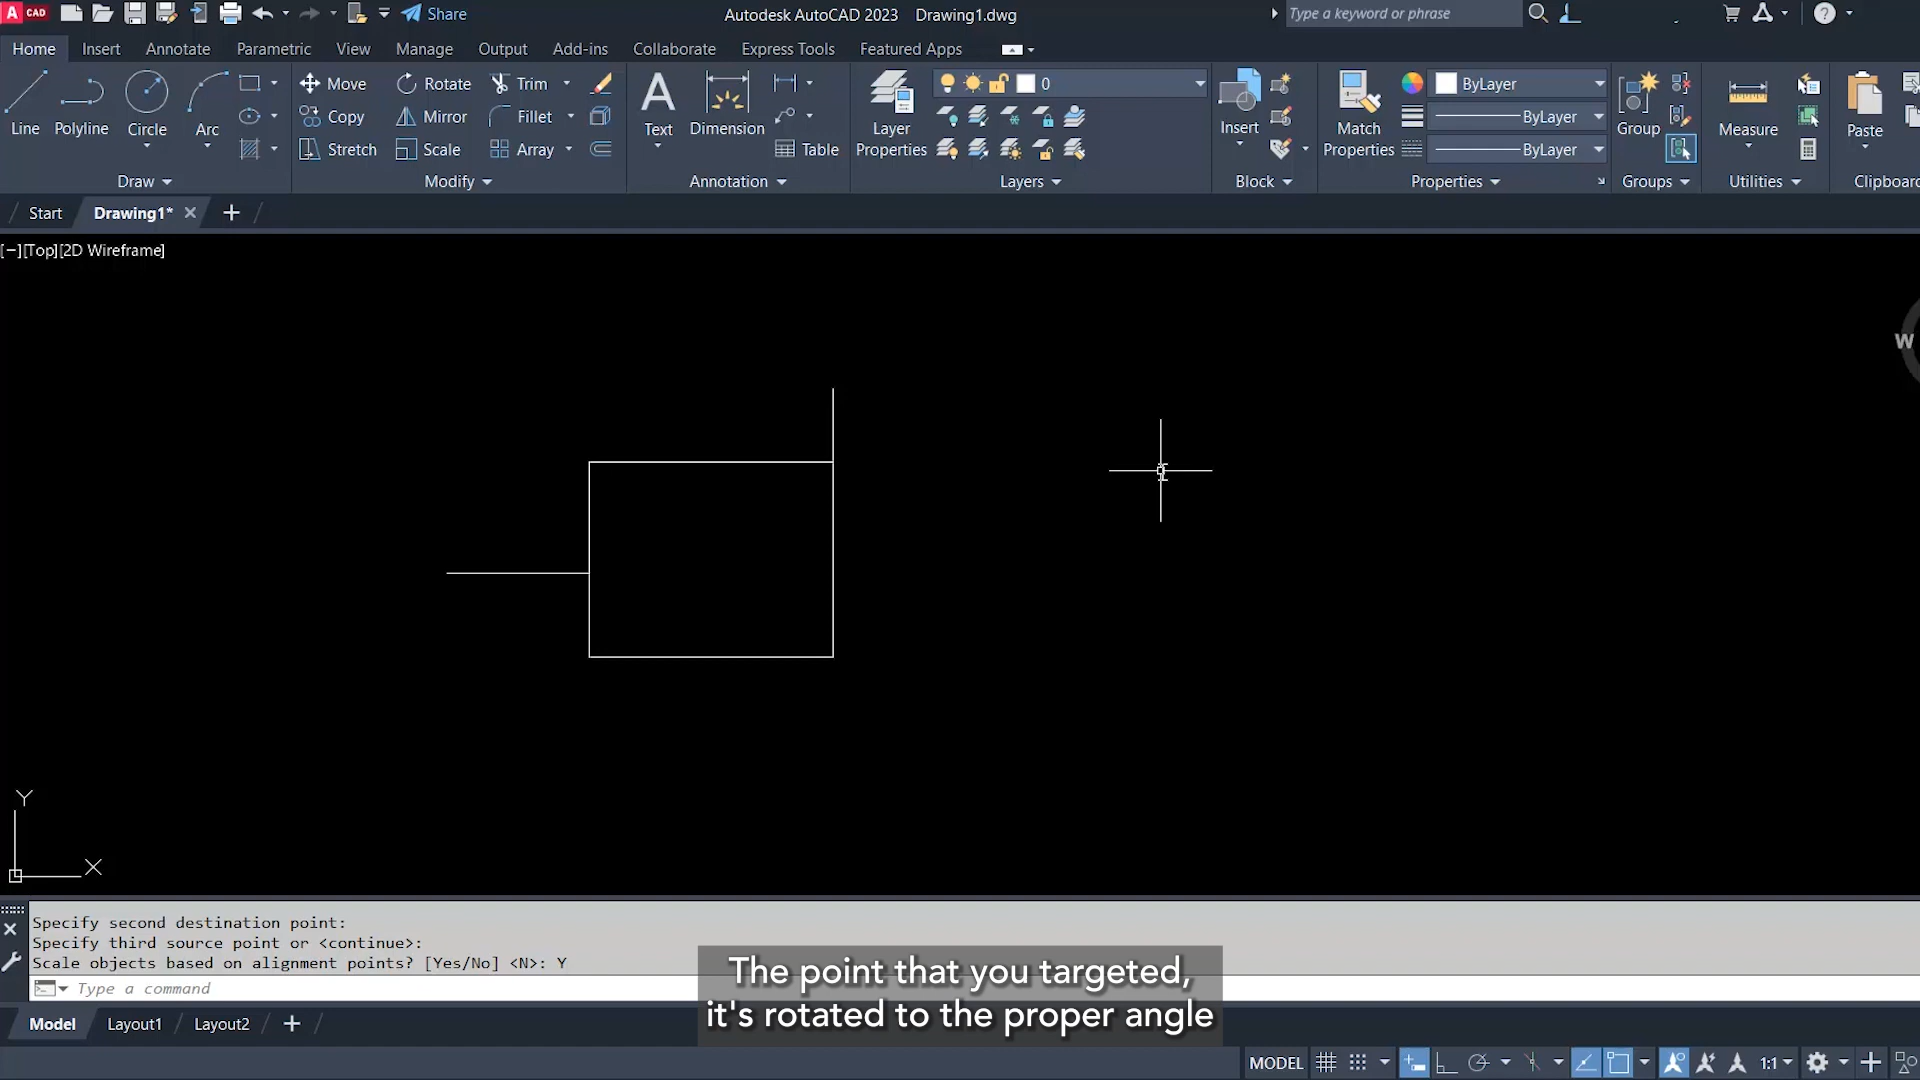 A CAD
Share
Autodesk AutoCAD 2023 Drawing1.dwg
Type a keyword or phrase
Home Insert Annotate Parametric View Manage Output Add-ins Collaborate Express Tools Featured Apps
Line Polyline Circle Arc
Draw
Move Rotate Trim
Copy Mirror Fillet
Stretch Scale Array
Modify
Text Dimension
Table
Annotation
Layer Properties
0
Layers
Insert
Block
Match Properties
ByLayer
ByLayer
ByLayer
Properties
Group
Groups
Measure
Utilities
Paste
Clipboar
Start Drawing1*
[−][Top][2D Wireframe]
W
Y
X
Specify second destination point:
Specify third source point or <continue>:
Scale objects based on alignment points? [Yes/No] <N>: Y
Type a command
The point that you targeted,
it's rotated to the proper angle
Model Layout1 Layout2
MODEL 1:1